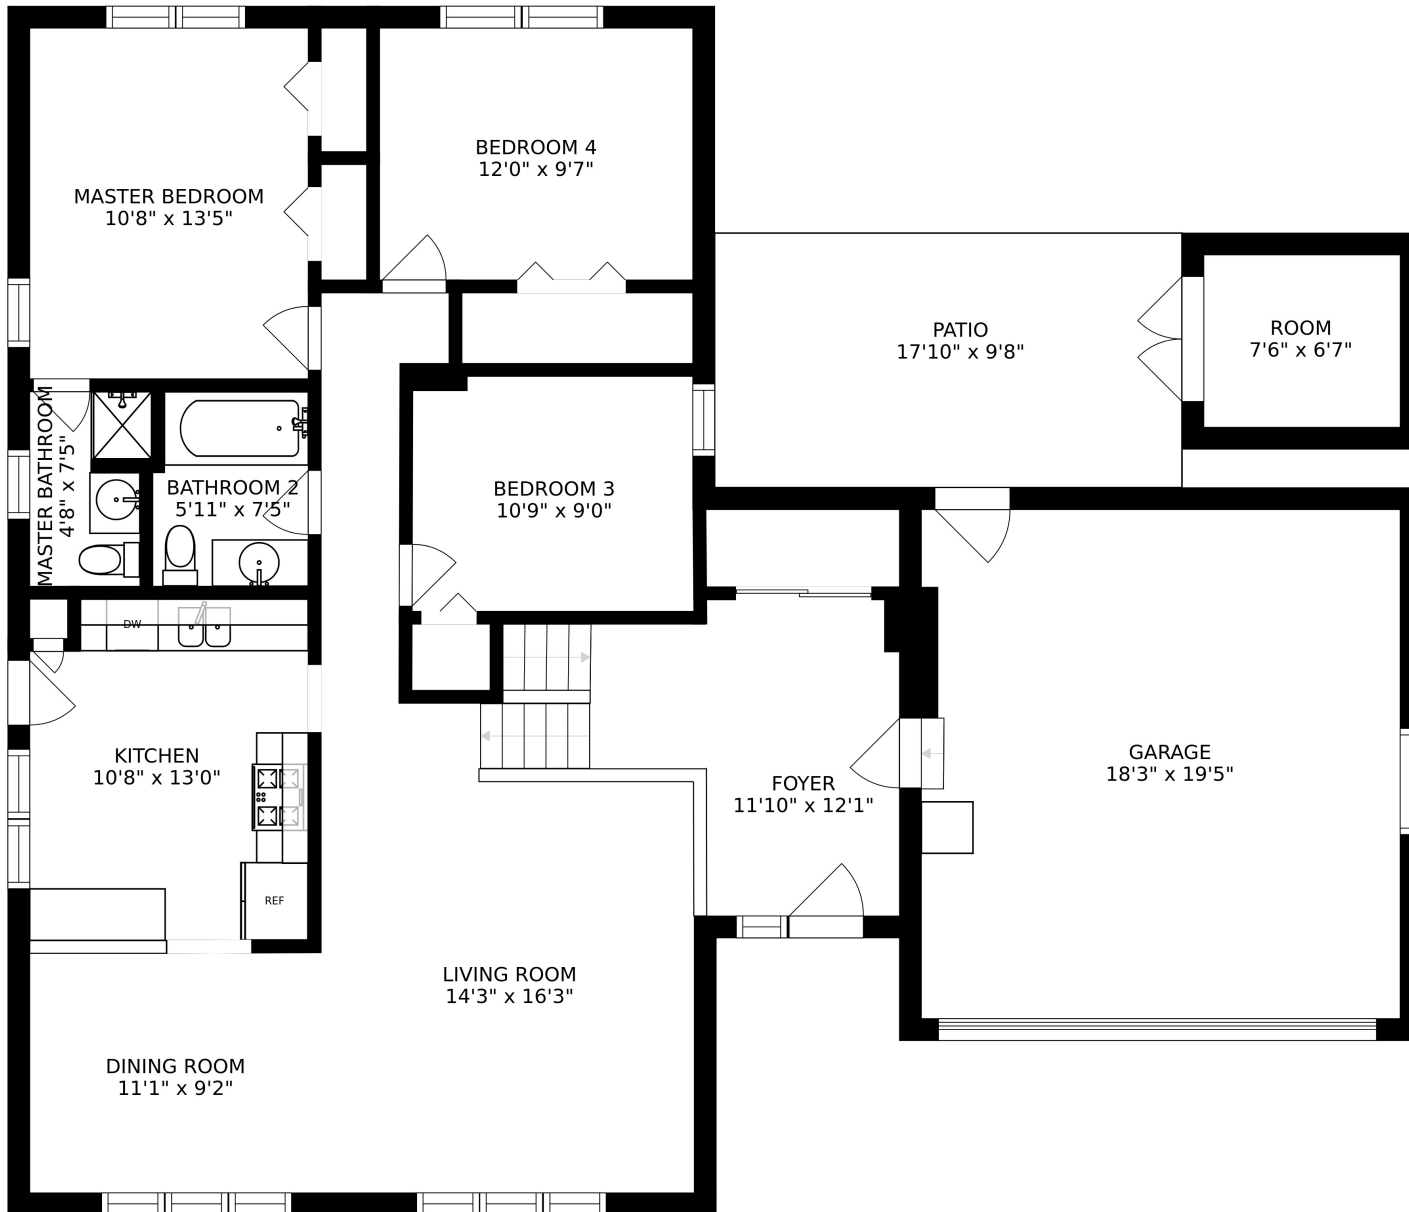 BEDROOM 4
12'0" x 9'7"
MASTER BEDROOM
10'8" x 13'5"
PATIO
17'10" x 9'8"
ROOM
7'6" x 6'7"
MASTER BATHROOM
4'8" x 7'5"
BATHROOM 2
5'11" x 7'5"
BEDROOM 3
10'9" x 9'0"
DW
KITCHEN
10'8" x 13'0"
FOYER
11'10" x 12'1"
GARAGE
18'3" x 19'5"
REF
LIVING ROOM
14'3" x 16'3"
DINING ROOM
11'1" x 9'2"